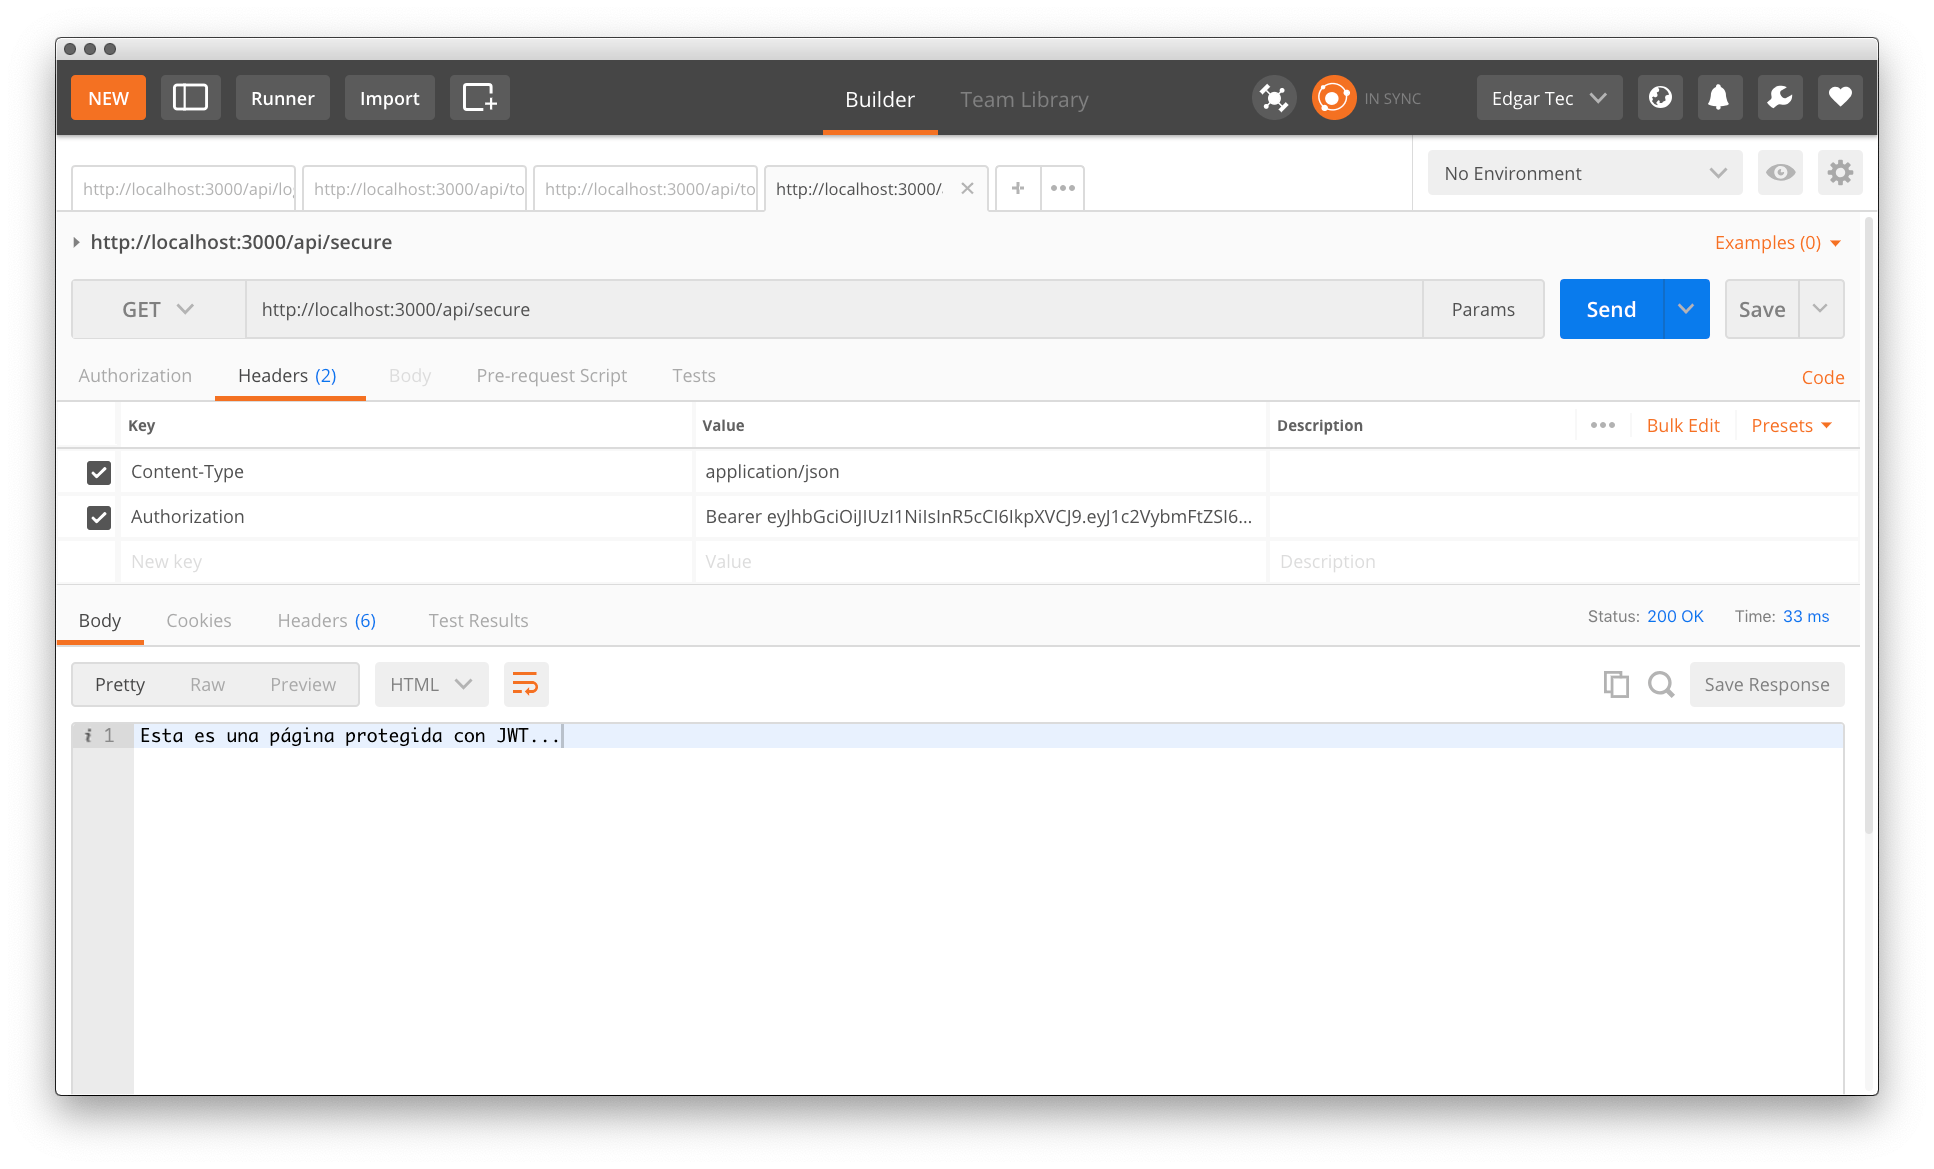 NEW Runner Import Builder Team Library IN SYNC Edgar Tec
http://localhost:3000/api/lo http://localhost:3000/api/to http://localhost:3000/api/to http://localhost:3000/ No Environment
http://localhost:3000/api/secure Examples (0)
GET http://localhost:3000/api/secure Params Send Save
Authorization Headers (2) Body Pre-request Script Tests Code
Key Value Description Bulk Edit Presets
Content-Type application/json
Authorization Bearer eyJhbGciOiJIUzI1NiIsInR5cCI6IkpXVCJ9.eyJ1c2VybmFtZSI6...
New key Value Description
Body Cookies Headers (6) Test Results Status: 200 OK Time: 33 ms
Pretty Raw Preview HTML Save Response
i 1 Esta es una página protegida con JWT...